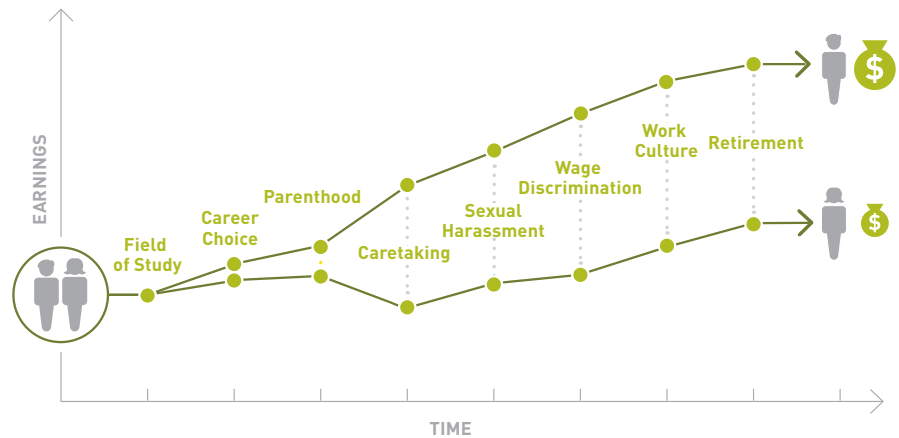 EARNINGS
Field
of Study
Career
Choice
Parenthood
Caretaking
Sexual
Harassment
Wage
Discrimination
Work
Culture
Retirement
$
$
TIME